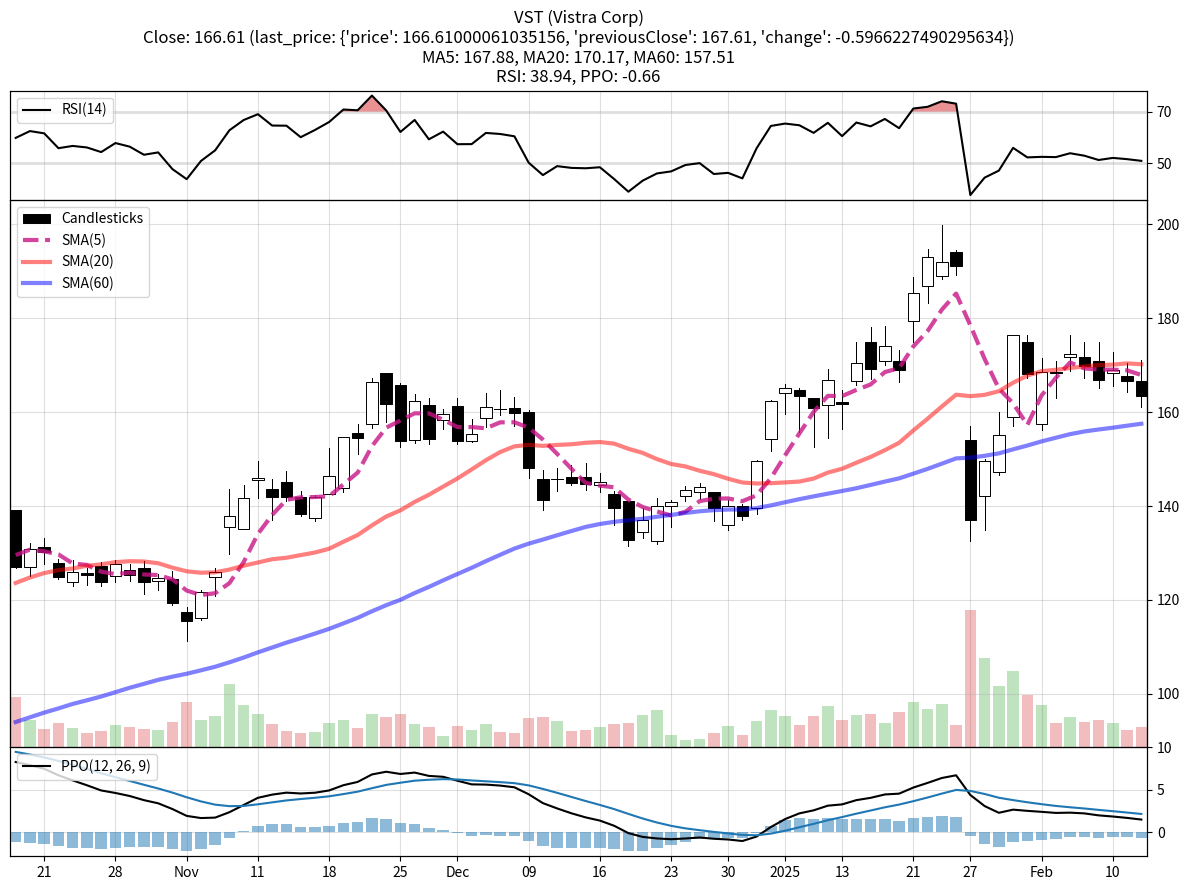 VST (Vistra Corp)
Close: 166.61 (last_price: {'price': 166.61000061035156, 'previousClose': 167.61, 'change': -0.5966227490295634})
MA5: 167.88, MA20: 170.17, MA60: 157.51
RSI: 38.94, PPO: -0.66
RSI(14)
70
50
Candlesticks
SMA(5)
SMA(20)
SMA(60)
200
180
160
140
120
100
PPO(12, 26, 9)
10
5
0
21 28 Nov 11 18 25 Dec 09 16 23 30 2025 13 21 27 Feb 10